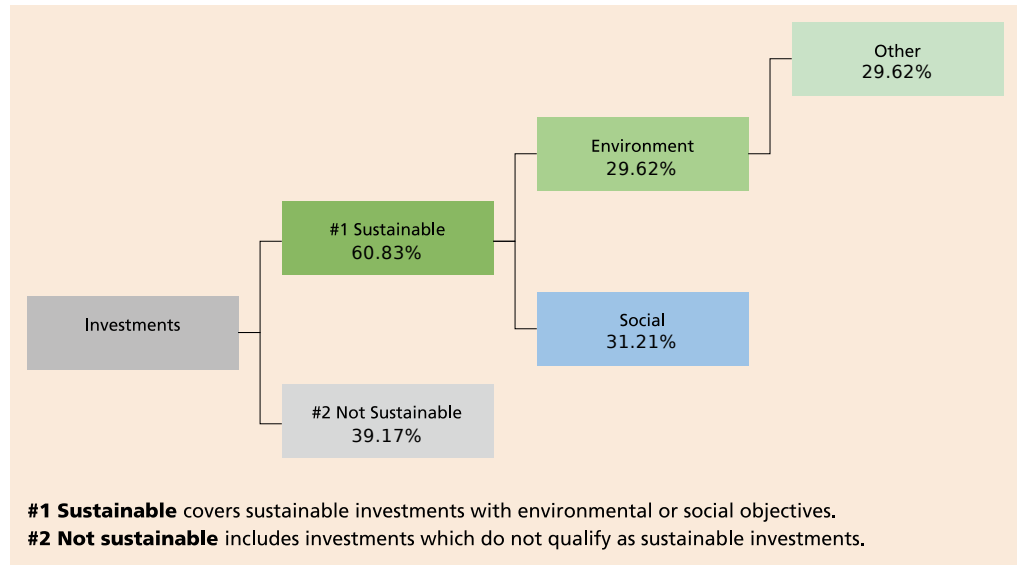 Other
29.62%
Environment
29.62%
#1 Sustainable
60.83%
Investments
Social
31.21%
#2 Not Sustainable
39.17%
#1 Sustainable covers sustainable investments with environmental or social objectives.
#2 Not sustainable includes investments which do not qualify as sustainable investments.